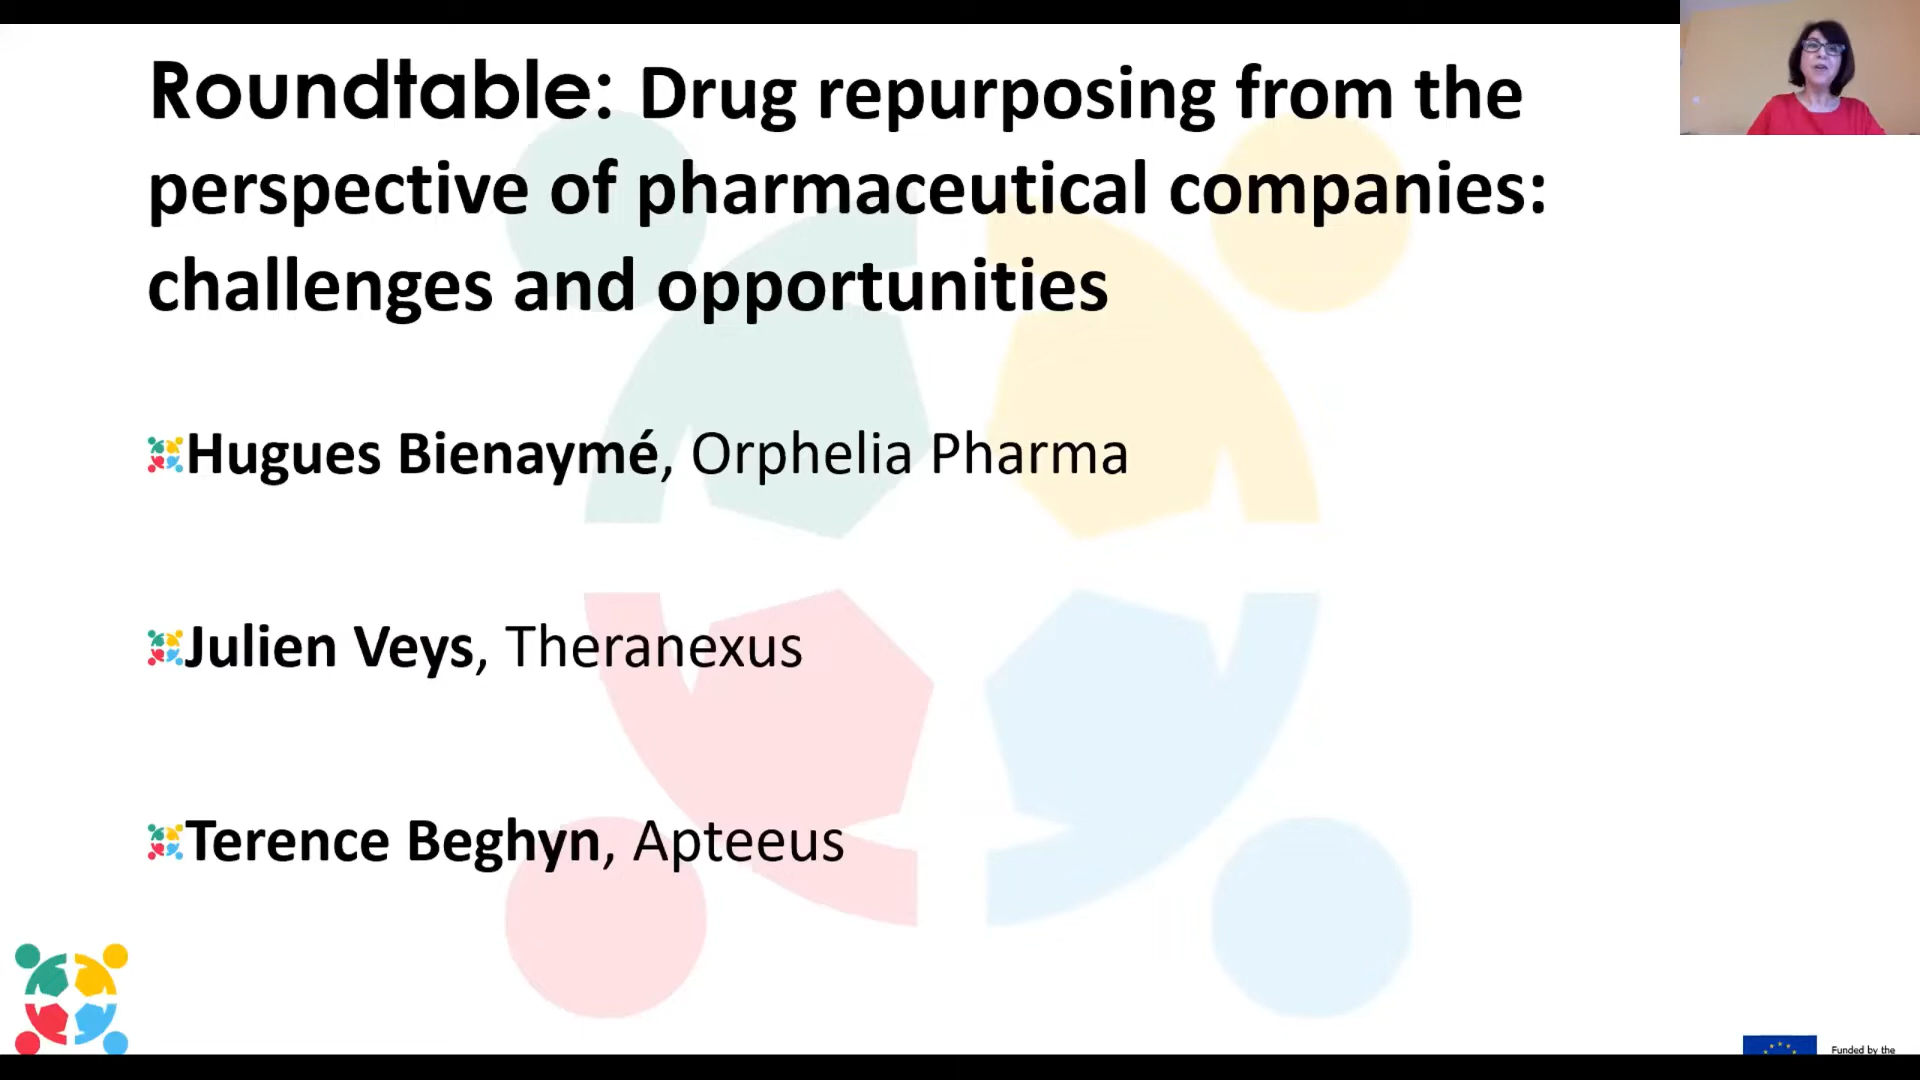 Roundtable: Drug repurposing from the
perspective of pharmaceutical companies:
challenges and opportunities
Hugues Bienaymé, Orphelia Pharma
Julien Veys, Theranexus
Terence Beghyn, Apteeus
Funded by the